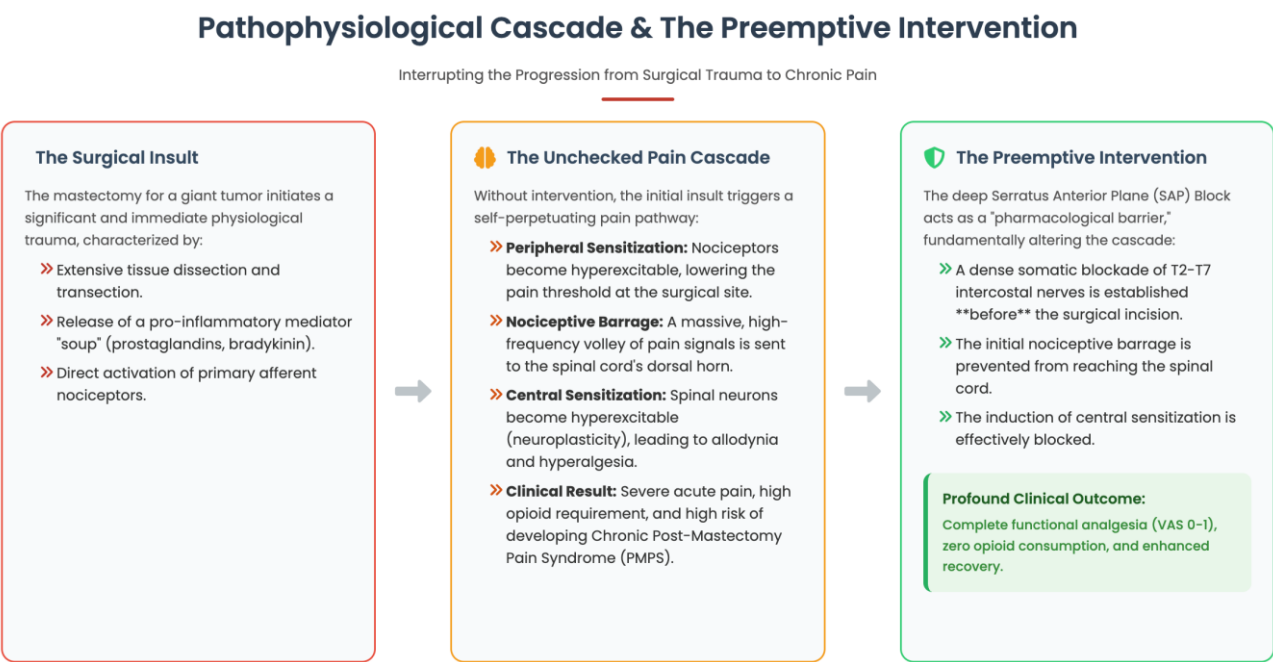 Pathophysiological Cascade & The Preemptive Intervention
Interrupting the Progression from Surgical Trauma to Chronic Pain
The Surgical Insult
The mastectomy for a giant tumor initiates a
significant and immediate physiological
trauma, characterized by:
Extensive tissue dissection and
transection.
Release of a pro-inflammatory mediator
"soup" (prostaglandins, bradykinin).
Direct activation of primary afferent
nociceptors.
The Unchecked Pain Cascade
Without intervention, the initial insult triggers a
self-perpetuating pain pathway:
Peripheral Sensitization: Nociceptors
become hyperexcitable, lowering the
pain threshold at the surgical site.
Nociceptive Barrage: A massive, high-
frequency volley of pain signals is sent
to the spinal cord's dorsal horn.
Central Sensitization: Spinal neurons
become hyperexcitable
(neuroplasticity), leading to allodynia
and hyperalgesia.
Clinical Result: Severe acute pain, high
opioid requirement, and high risk of
developing Chronic Post-Mastectomy
Pain Syndrome (PMPS).
The Preemptive Intervention
The deep Serratus Anterior Plane (SAP) Block
acts as a "pharmacological barrier,"
fundamentally altering the cascade:
A dense somatic blockade of T2-T7
intercostal nerves is established
**before** the surgical incision.
The initial nociceptive barrage is
prevented from reaching the spinal
cord.
The induction of central sensitization is
effectively blocked.
Profound Clinical Outcome:
Complete functional analgesia (VAS 0-1),
zero opioid consumption, and enhanced
recovery.